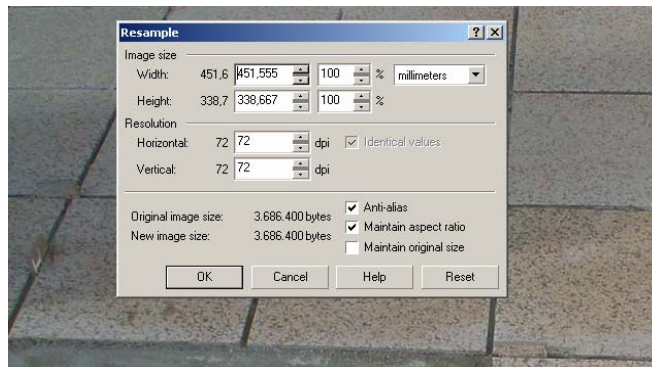 Resample
Image size
Width: 451,6 451,555 100 % millimeters
Height: 338,7 338,667 100 %
Resolution
Horizontal: 72 72 dpi Identical values
Vertical: 72 72 dpi
Original image size: 3.686.400 bytes Anti-alias
New image size: 3.686.400 bytes Maintain aspect ratio
Maintain original size
OK Cancel Help Reset